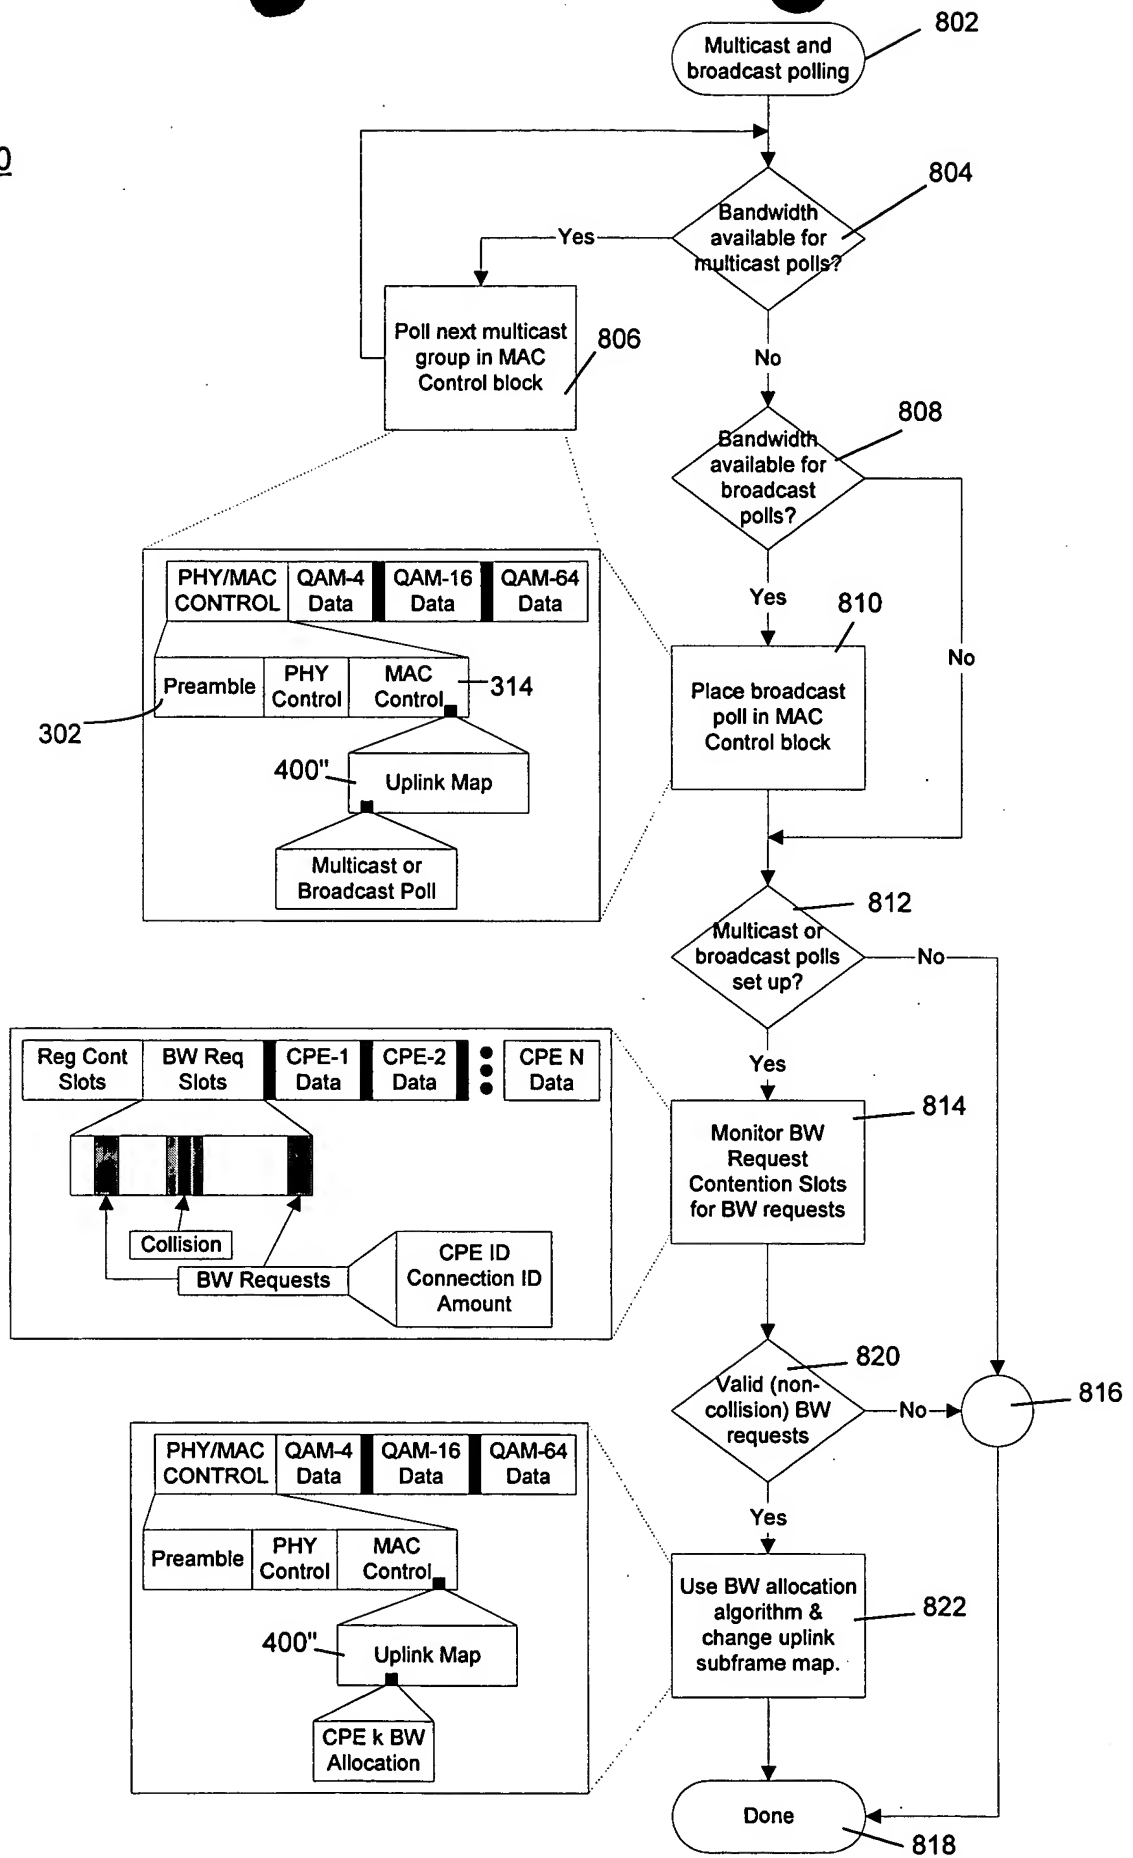 802
Multicast and
broadcast polling
0
804
Bandwidth
available for
multicast polls?
Yes
Poll next multicast
group in MAC
Control block
806
No
808
Bandwidth
available for
broadcast
polls?
PHY/MAC
CONTROL
QAM-4
Data
QAM-16
Data
QAM-64
Data
Yes
810
No
Preamble
PHY
Control
MAC
Control
314
302
Place broadcast
poll in MAC
Control block
400"
Uplink Map
Multicast or
Broadcast Poll
812
Multicast or
broadcast polls
set up?
No
Reg Cont
Slots
BW Req
Slots
CPE-1
Data
CPE-2
Data
CPE N
Data
Yes
814
Monitor BW
Request
Contention Slots
for BW requests
Collision
BW Requests
CPE ID
Connection ID
Amount
820
Valid (non-
collision) BW
requests
No
816
PHY/MAC
CONTROL
QAM-4
Data
QAM-16
Data
QAM-64
Data
Yes
Preamble
PHY
Control
MAC
Control
Use BW allocation
algorithm &
change uplink
subframe map.
822
400"
Uplink Map
CPE k BW
Allocation
Done
818